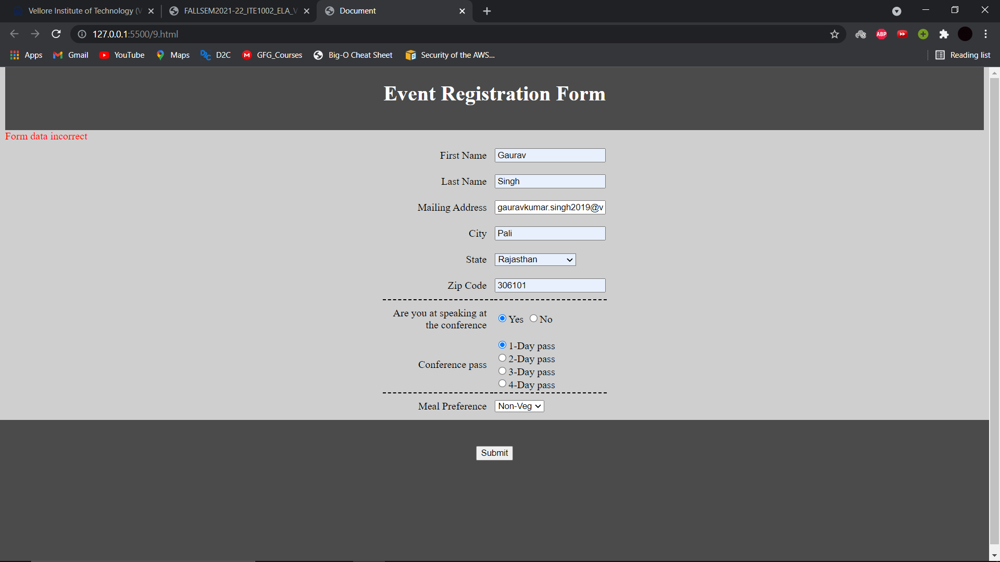 Vellore Institute of Technology (V
FALLSEM2021-22_ITE1002_ELA_V
Document
127.0.0.1:5500/9.html
ABP
Apps
Gmail
YouTube
Maps
D2C
M GFG_Courses
Big-O Cheat Sheet
Security of the AWS...
Reading list
Event Registration Form
Form data incorrect
First Name Gaurav
Last Name Singh
Mailing Address gauravkumar.singh2019@v
City Pali
State Rajasthan
Zip Code 306101
Are you at speaking at
the conference
Yes No
Conference pass
1-Day pass
2-Day pass
3-Day pass
4-Day pass
Meal Preference Non-Veg
Submit